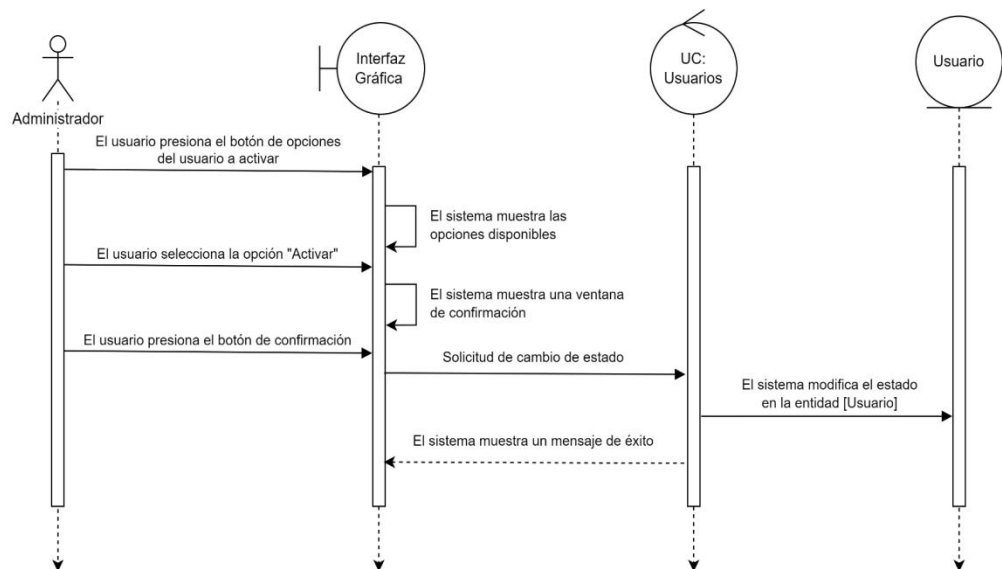 Administrador
Interfaz
Gráfica
UC:
Usuarios
Usuario
El usuario presiona el botón de opciones
del usuario a activar
El sistema muestra las
opciones disponibles
El usuario selecciona la opción "Activar"
El sistema muestra una ventana
de confirmación
El usuario presiona el botón de confirmación
Solicitud de cambio de estado
El sistema modifica el estado
en la entidad [Usuario]
El sistema muestra un mensaje de éxito